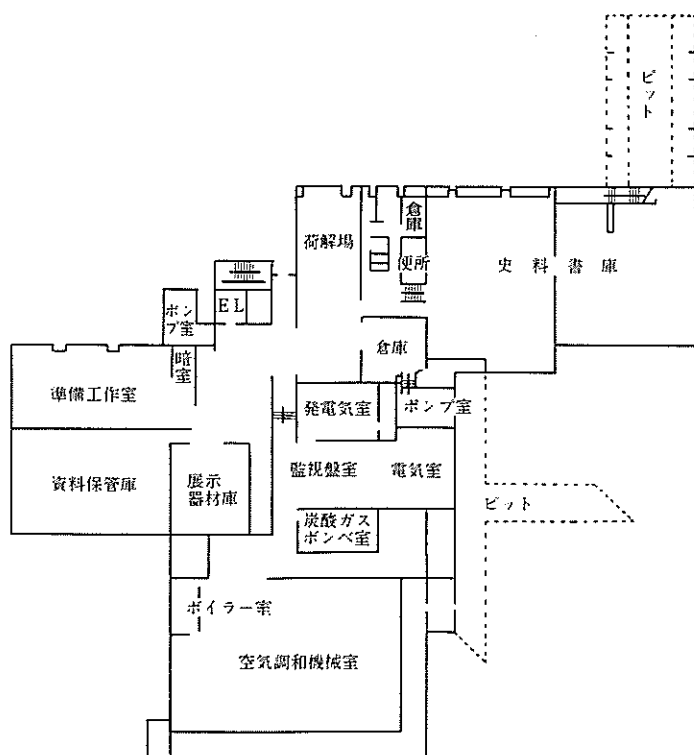 ピット
倉庫
荷解場
便所
史料書庫
EL
ポン
プ室
倉庫
暗室
準備工作室
発電気室
ポンプ室
監視盤室
電気室
資料保管庫
展示
器材庫
ピット
炭酸ガス
ボンベ室
ボイラー室
空気調和機械室